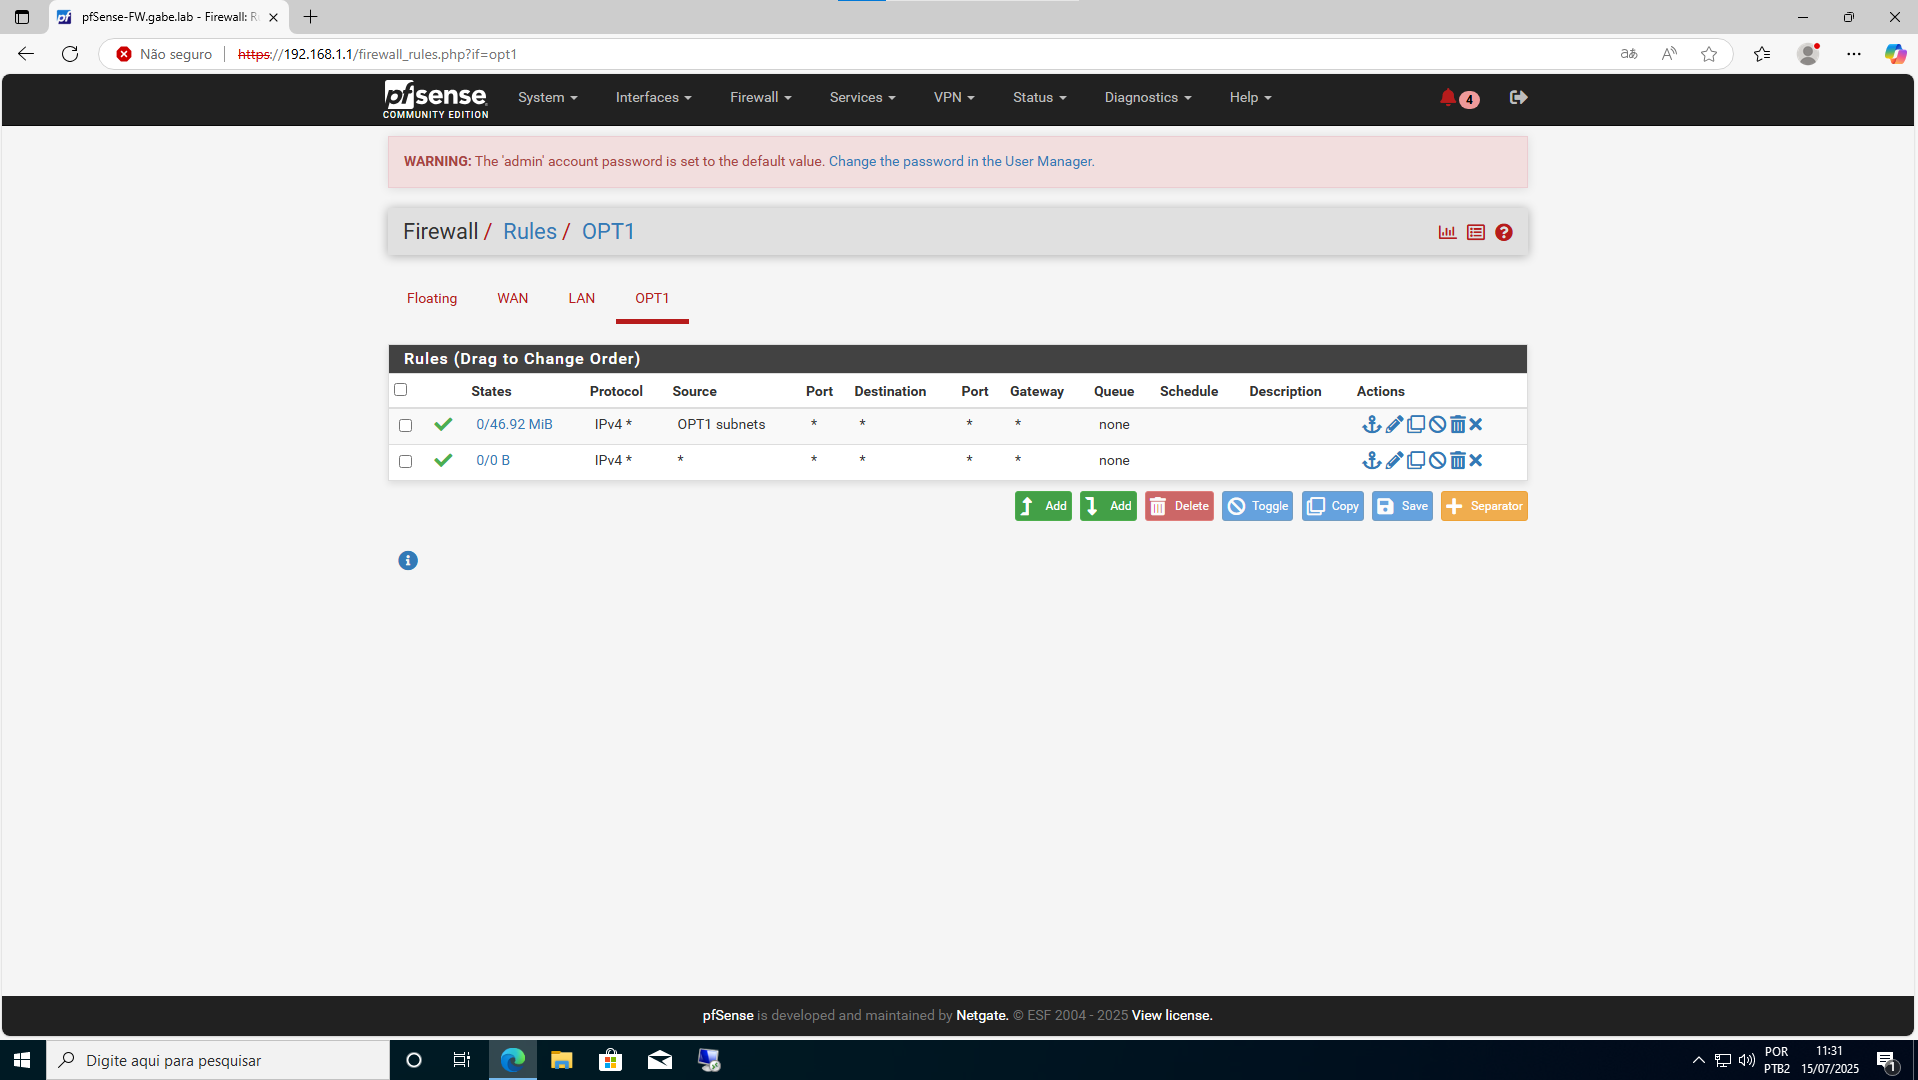 pfSense-FW.gabe.lab - Firewall: R
Não seguro
https://192.168.1.1/firewall_rules.php?if=opt1
pfsense
COMMUNITY EDITION
System
Interfaces
Firewall
Services
VPN
Status
Diagnostics
Help
4
WARNING: The 'admin' account password is set to the default value. Change the password in the User Manager.
Firewall / Rules / OPT1
Floating
WAN
LAN
OPT1
Rules (Drag to Change Order)
States Protocol Source Port Destination Port Gateway Queue Schedule Description Actions
0/46.92 MiB IPv4 * OPT1 subnets * * * * none
0/0 B IPv4 * * * * * * none
Add
Add
Delete
Toggle
Copy
Save
Separator
pfSense is developed and maintained by Netgate. © ESF 2004 - 2025 View license.
Digite aqui para pesquisar
POR
PTB2
11:31
15/07/2025
1